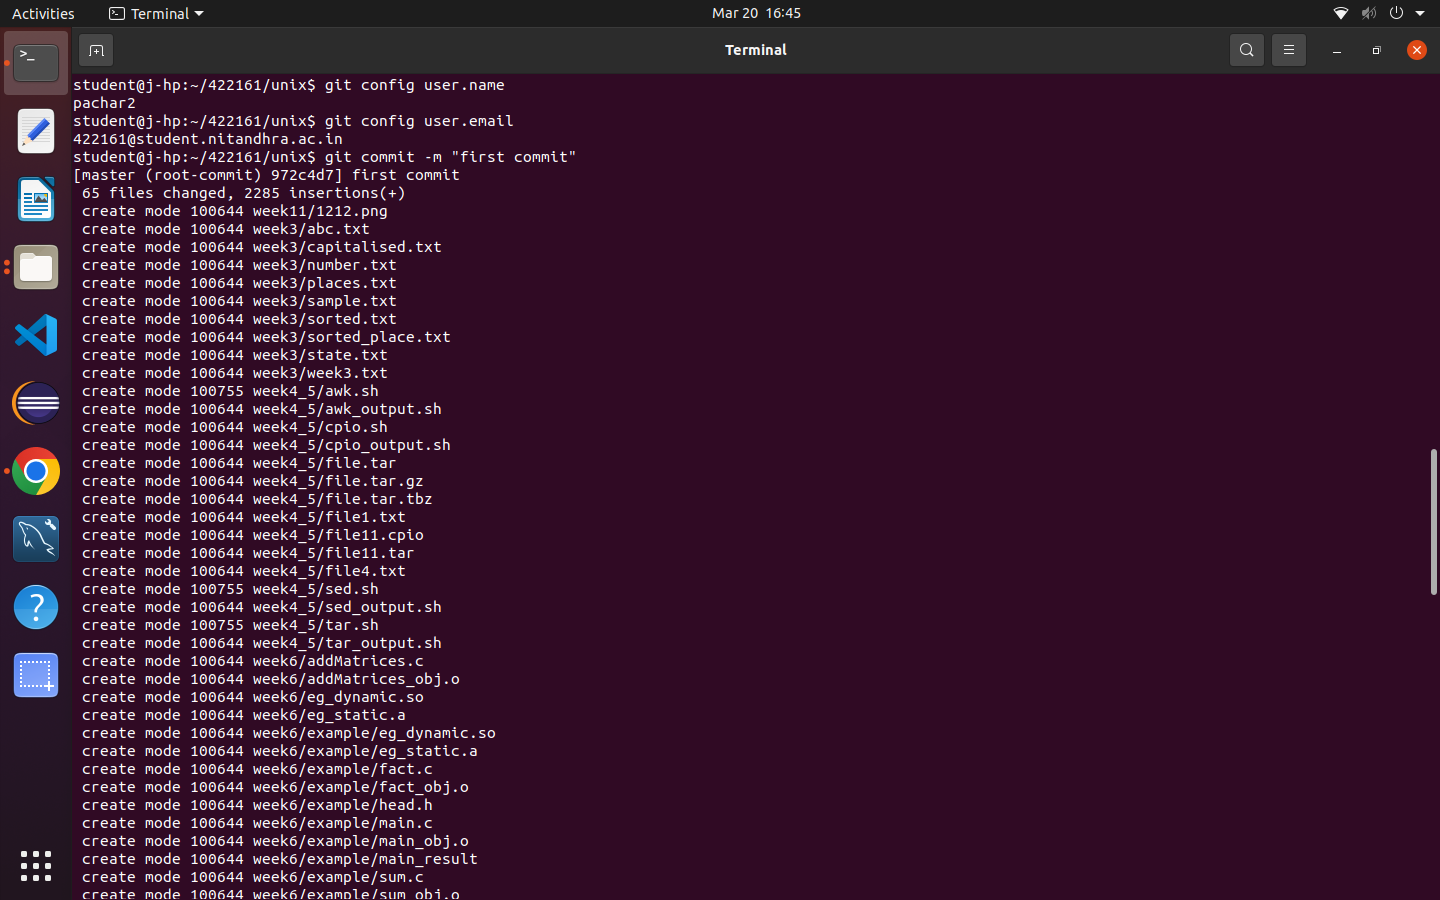 Activities
Terminal
Mar 20 16:45
Terminal
student@j-hp:~/422161/unix$ git config user.name
pachar2
student@j-hp:~/422161/unix$ git config user.email
422161@student.nitandhra.ac.in
student@j-hp:~/422161/unix$ git commit -m "first commit"
[master (root-commit) 972c4d7] first commit
 65 files changed, 2285 insertions(+)
 create mode 100644 week11/1212.png
 create mode 100644 week3/abc.txt
 create mode 100644 week3/capitalised.txt
 create mode 100644 week3/number.txt
 create mode 100644 week3/places.txt
 create mode 100644 week3/sample.txt
 create mode 100644 week3/sorted.txt
 create mode 100644 week3/sorted_place.txt
 create mode 100644 week3/state.txt
 create mode 100644 week3/week3.txt
 create mode 100755 week4_5/awk.sh
 create mode 100644 week4_5/awk_output.sh
 create mode 100644 week4_5/cpio.sh
 create mode 100644 week4_5/cpio_output.sh
 create mode 100644 week4_5/file.tar
 create mode 100644 week4_5/file.tar.gz
 create mode 100644 week4_5/file.tar.tbz
 create mode 100644 week4_5/file1.txt
 create mode 100644 week4_5/file11.cpio
 create mode 100644 week4_5/file11.tar
 create mode 100644 week4_5/file4.txt
 create mode 100755 week4_5/sed.sh
 create mode 100644 week4_5/sed_output.sh
 create mode 100755 week4_5/tar.sh
 create mode 100644 week4_5/tar_output.sh
 create mode 100644 week6/addMatrices.c
 create mode 100644 week6/addMatrices_obj.o
 create mode 100644 week6/eg_dynamic.so
 create mode 100644 week6/eg_static.a
 create mode 100644 week6/example/eg_dynamic.so
 create mode 100644 week6/example/eg_static.a
 create mode 100644 week6/example/fact.c
 create mode 100644 week6/example/fact_obj.o
 create mode 100644 week6/example/head.h
 create mode 100644 week6/example/main.c
 create mode 100644 week6/example/main_obj.o
 create mode 100644 week6/example/main_result
 create mode 100644 week6/example/sum.c
 create mode 100644 week6/example/sum_obj.o